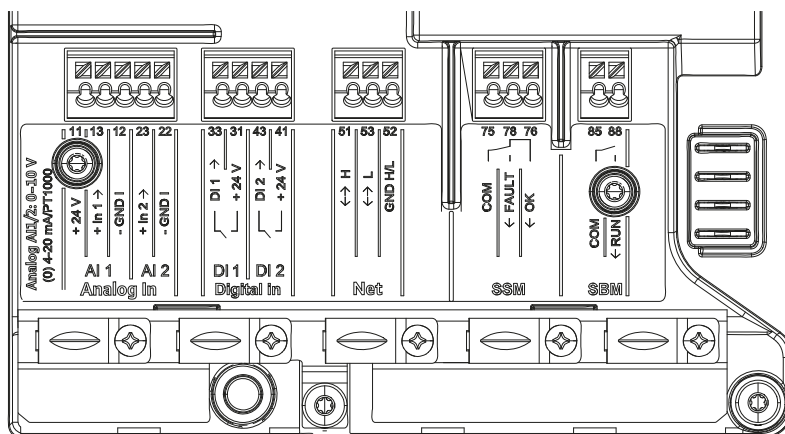 11 13 12 23 22
33 31 43 41
51 53 52
75 78 76
85 88
Analog AI1/2: 0–10 V
(0) 4-20 mA/PT1000
+ 24 V
+ In 1 →
- GND I
+ In 2 →
- GND I
DI 1 →
+ 24 V
DI 2 →
+ 24 V
↔ H
↔ L
GND H/L
COM
← FAULT
← OK
COM
← RUN
AI 1
AI 2
DI 1
DI 2
Analog In
Digital in
Net
SSM
SBM